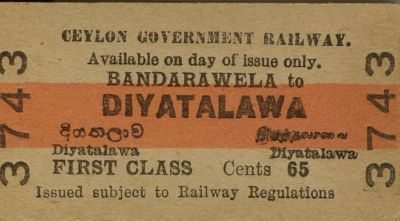 CEYLON GOVERNMENT RAILWAY.
Available on day of issue only.
BANDARAWELA to
DIYATALAWA
දියතලාව
Diyatalawa Diyatalawa
FIRST CLASS Cents 65
Issued subject to Railway Regulations
3743
3743